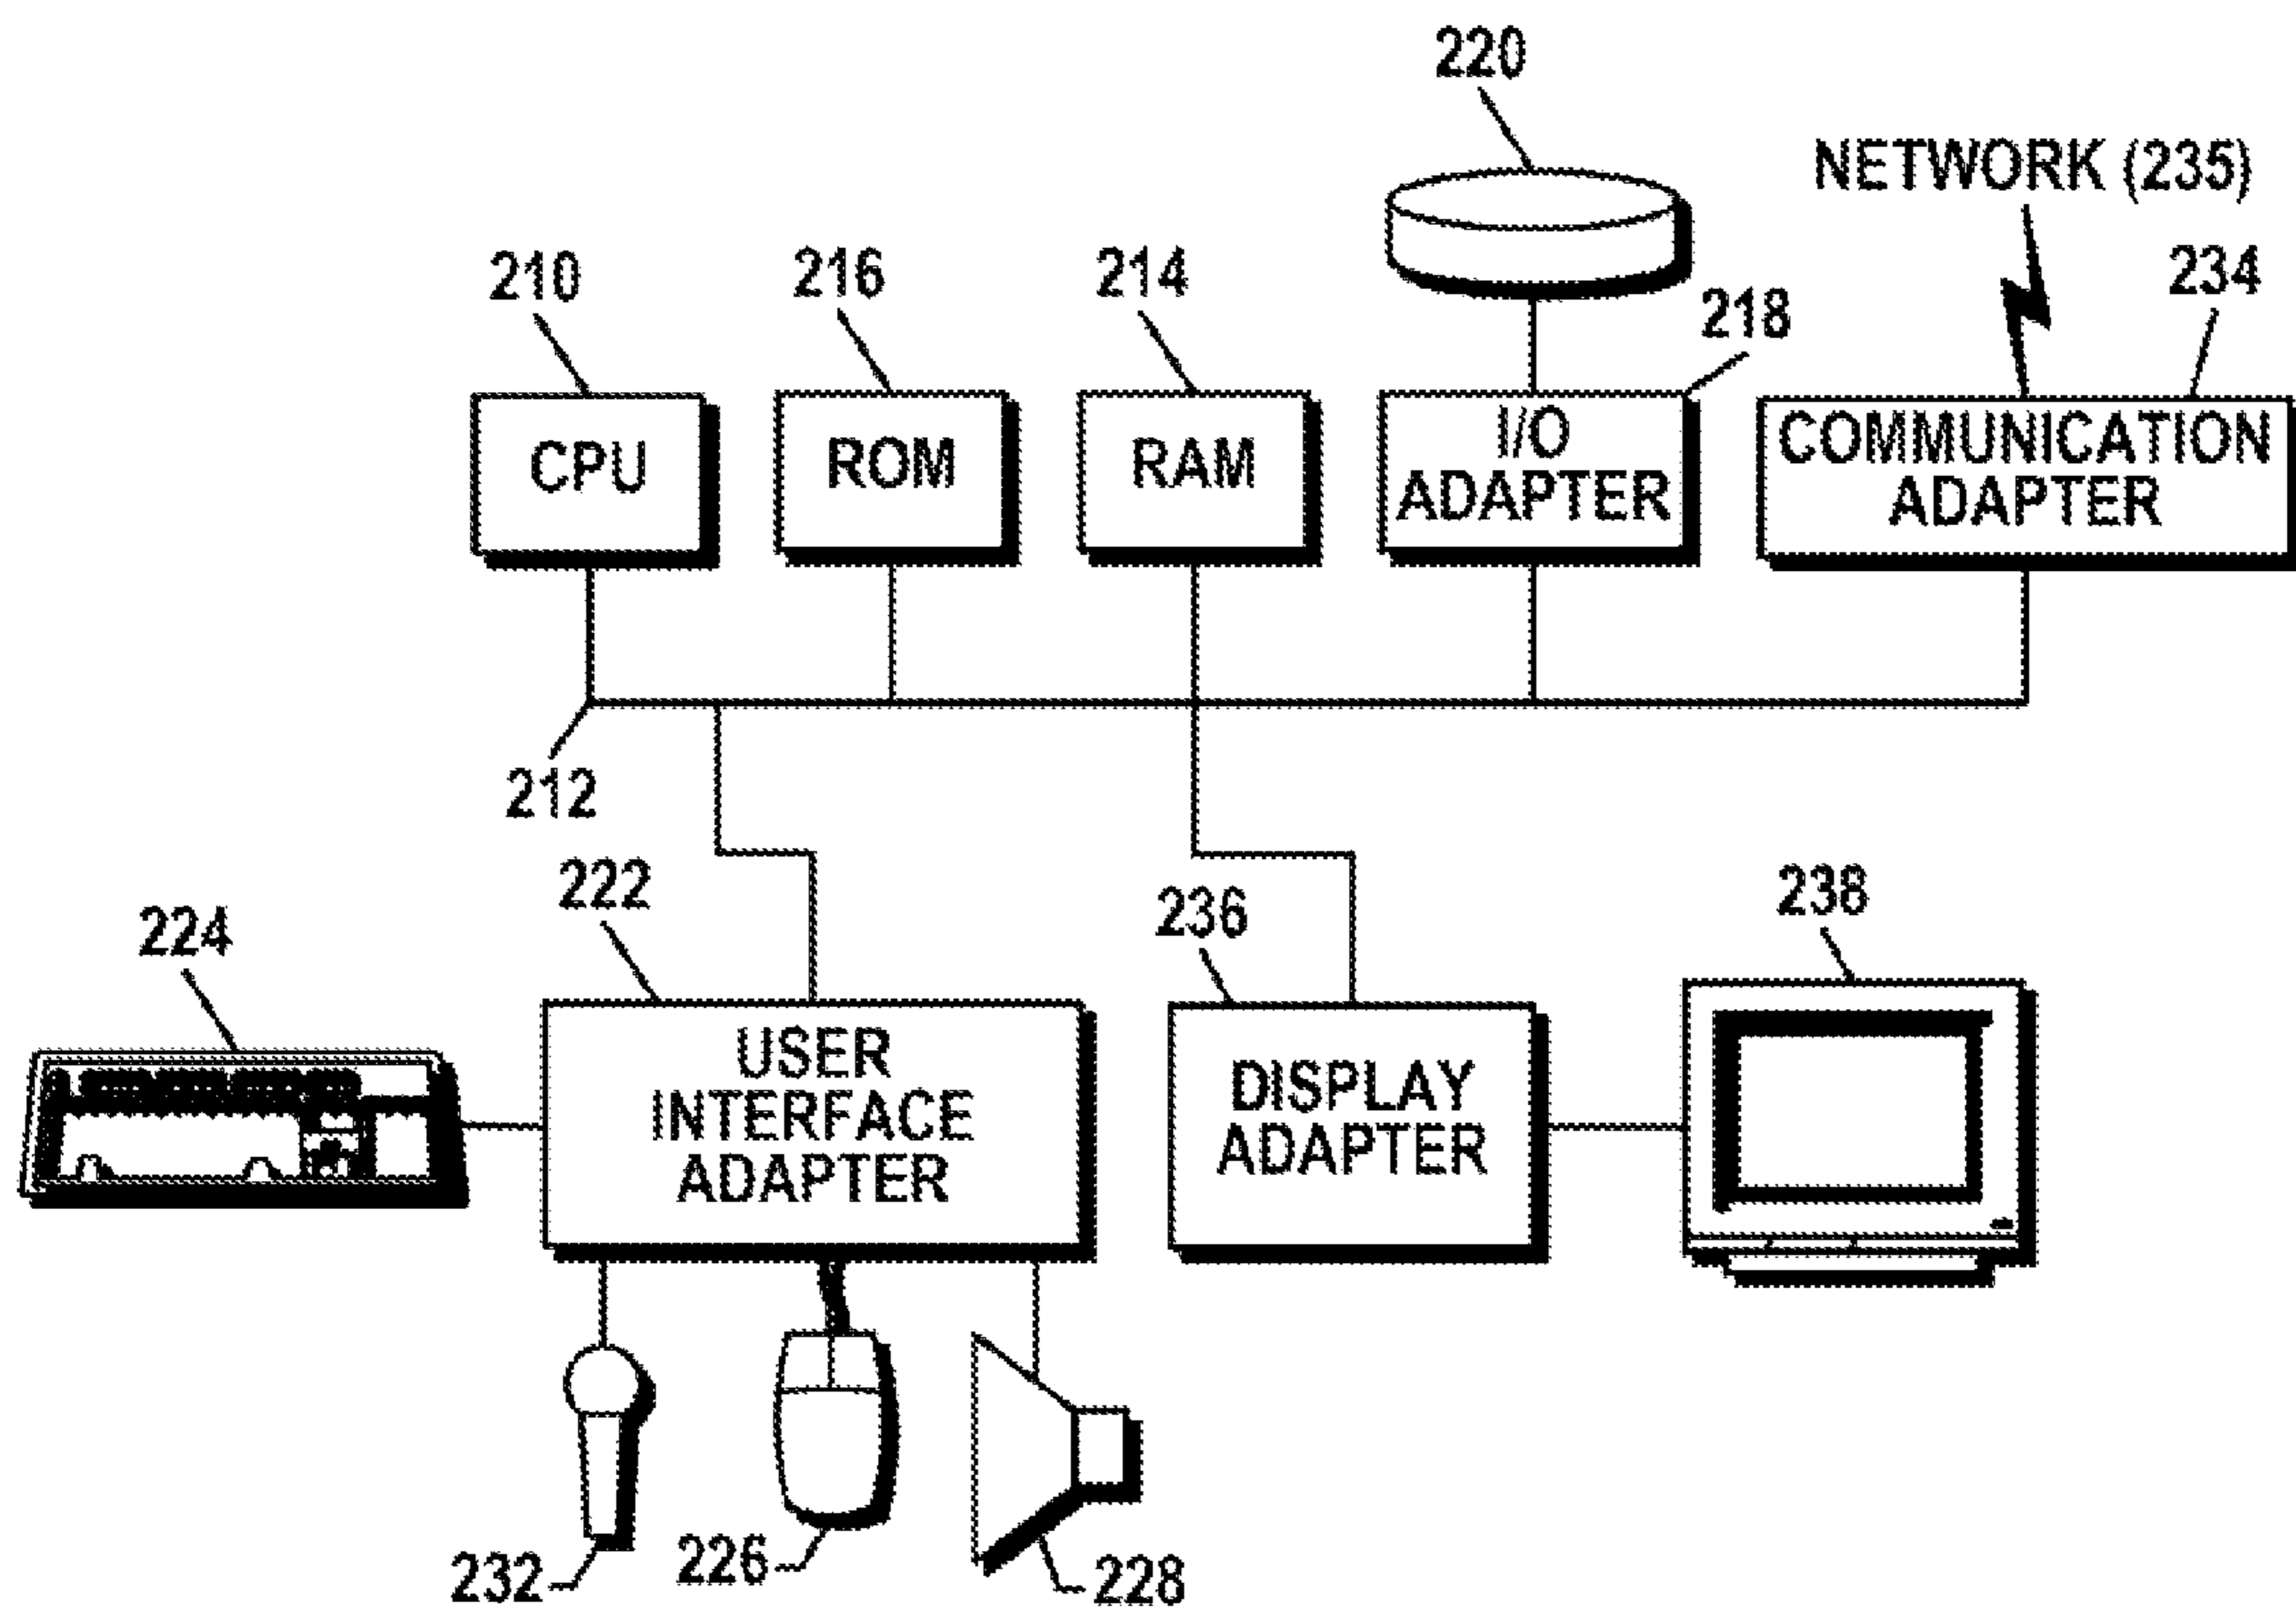 220
NETWORK (235)
210
216
214
218
234
CPU
ROM
RAM
I/O
ADAPTER
COMMUNICATION
ADAPTER
212
222
224
236
238
USER
INTERFACE
ADAPTER
DISPLAY
ADAPTER
232
226
228